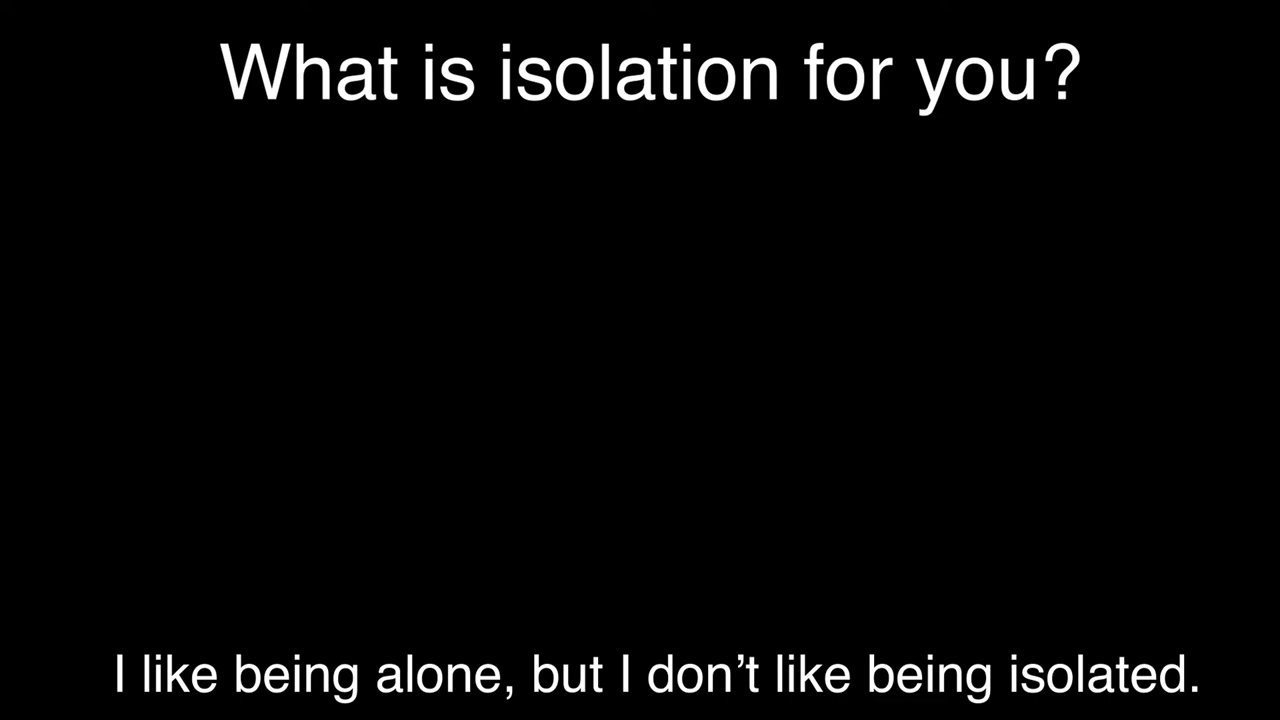 What is isolation for you?
I like being alone, but I don’t like being isolated.